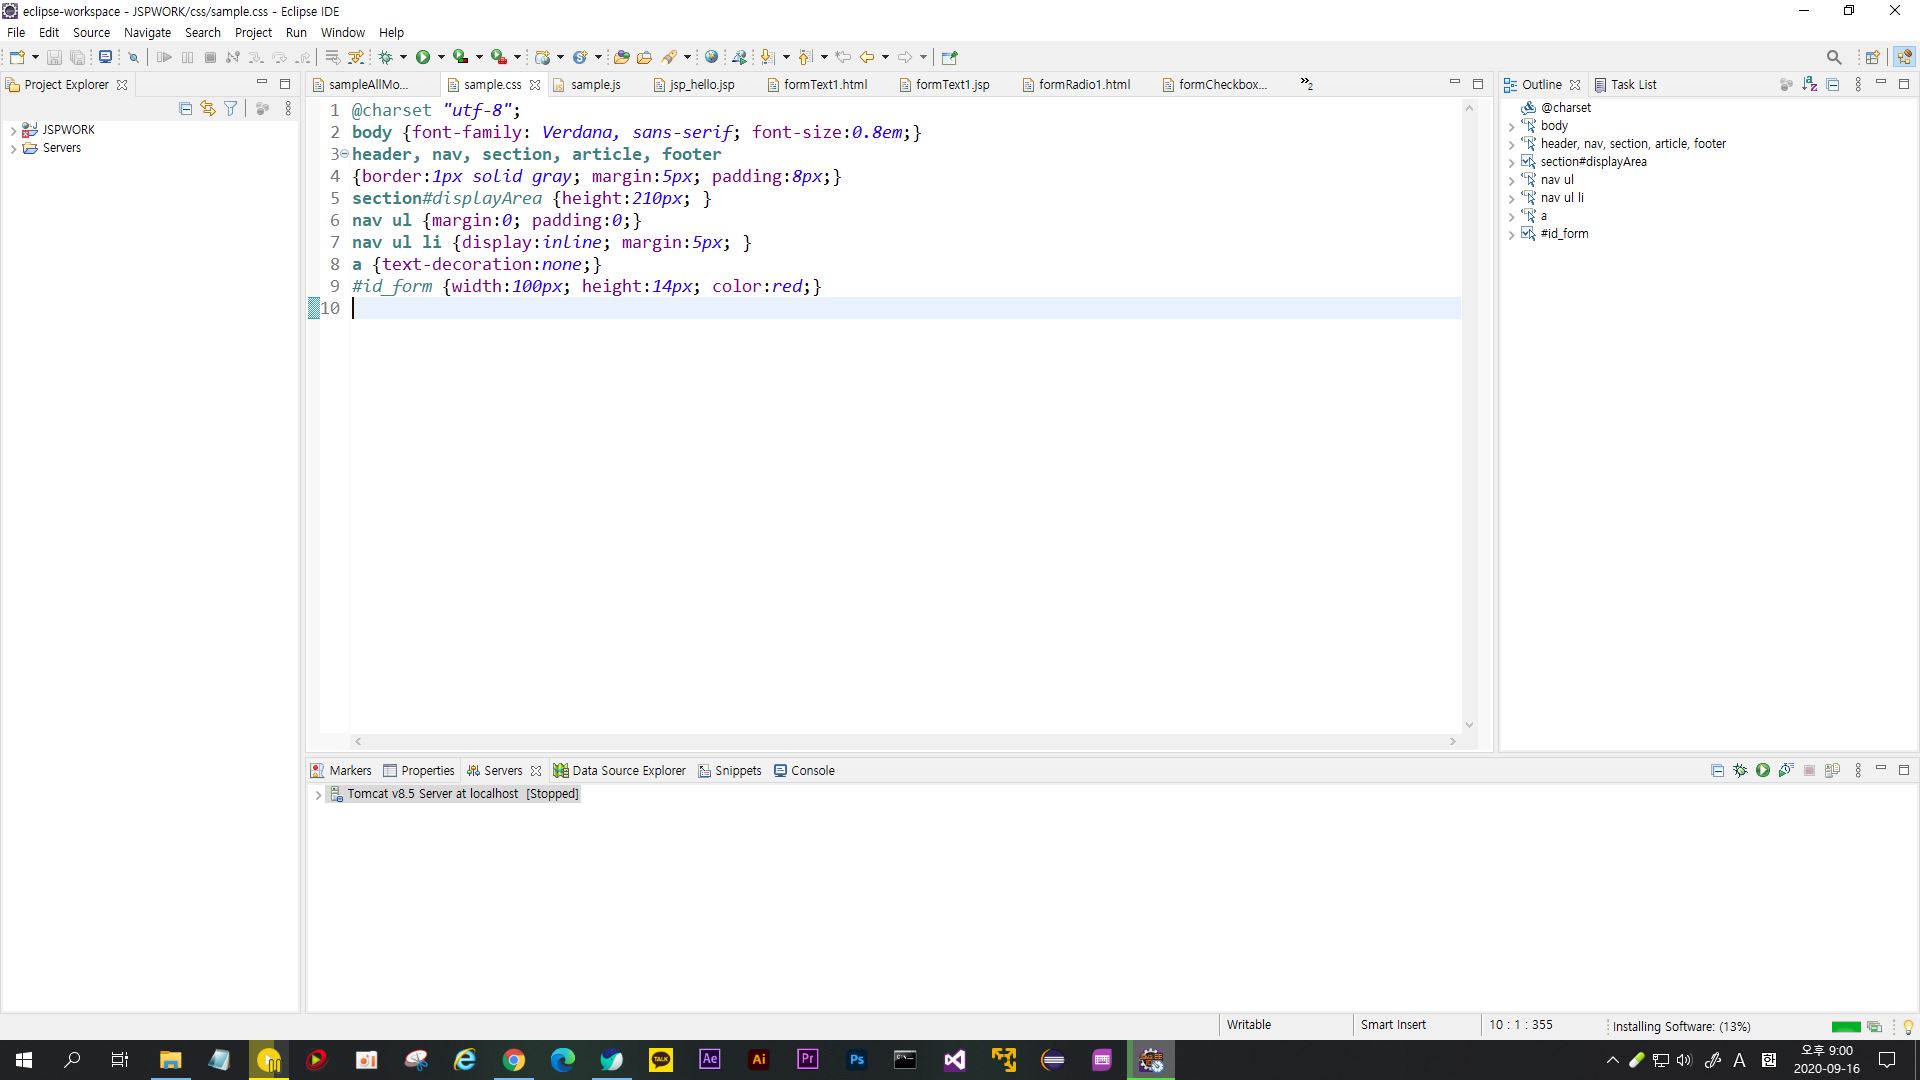 eclipse-workspace - JSPWORK/css/sample.css - Eclipse IDE
File Edit Source Navigate Search Project Run Window Help
Project Explorer
sampleAllMo... sample.css sample.js jsp_hello.jsp formText1.html formText1.jsp formRadio1.html formCheckbox... »2
Outline Task List
JSPWORK
Servers
1 @charset "utf-8";
2 body {font-family: Verdana, sans-serif; font-size:0.8em;}
3 header, nav, section, article, footer
4 {border:1px solid gray; margin:5px; padding:8px;}
5 section#displayArea {height:210px; }
6 nav ul {margin:0; padding:0;}
7 nav ul li {display:inline; margin:5px; }
8 a {text-decoration:none;}
9 #id_form {width:100px; height:14px; color:red;}
10
@charset
body
header, nav, section, article, footer
section#displayArea
nav ul
nav ul li
a
#id_form
Markers Properties Servers Data Source Explorer Snippets Console
Tomcat v8.5 Server at localhost [Stopped]
Writable Smart Insert 10 : 1 : 355 Installing Software: (13%)
TALK Ae Ai Pr Ps A 한
오후 9:00
2020-09-16